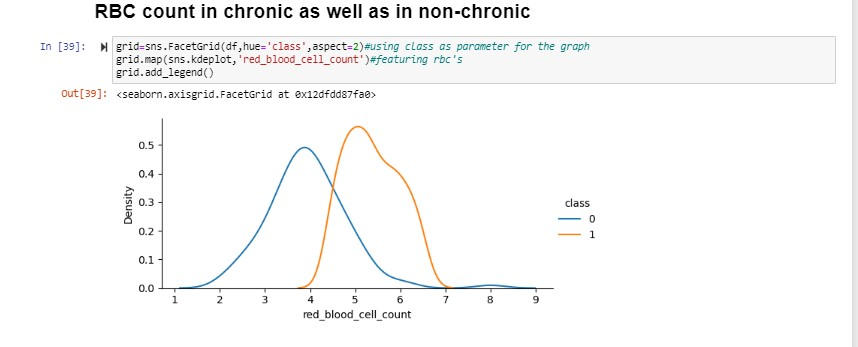 RBC count in chronic as well as in non-chronic
In [39]:
grid=sns.FacetGrid(df,hue='class',aspect=2)#using class as parameter for the graph
grid.map(sns.kdeplot,'red_blood_cell_count')#featuring rbc's
grid.add_legend()
Out[39]: <seaborn.axisgrid.FacetGrid at 0x12dfdd87fa0>
0.5
0.4
0.3
0.2
0.1
0.0
Density
1 2 3 4 5 6 7 8 9
red_blood_cell_count
class
0
1